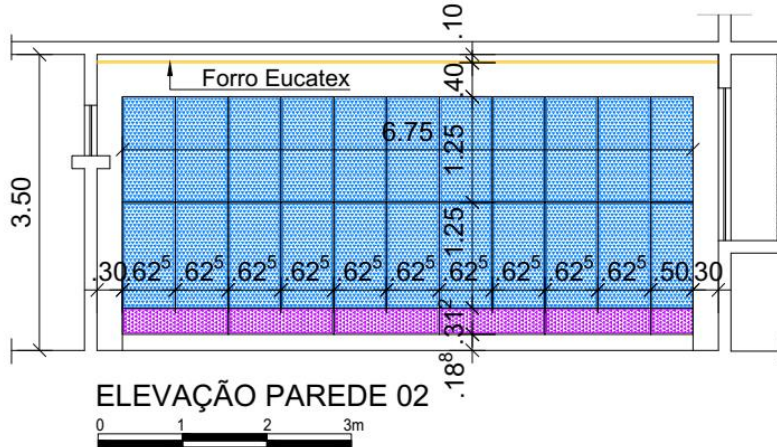 .10
Forro Eucatex
.40
6.75
1.25
3.50
1.25
.30 .62⁵ .62⁵ .62⁵ .62⁵ .62⁵ .62⁵ .62⁵ .62⁵ .62⁵ .62⁵ .50 .30
.31²
.18⁸
ELEVAÇÃO PAREDE 02
0 1 2 3m